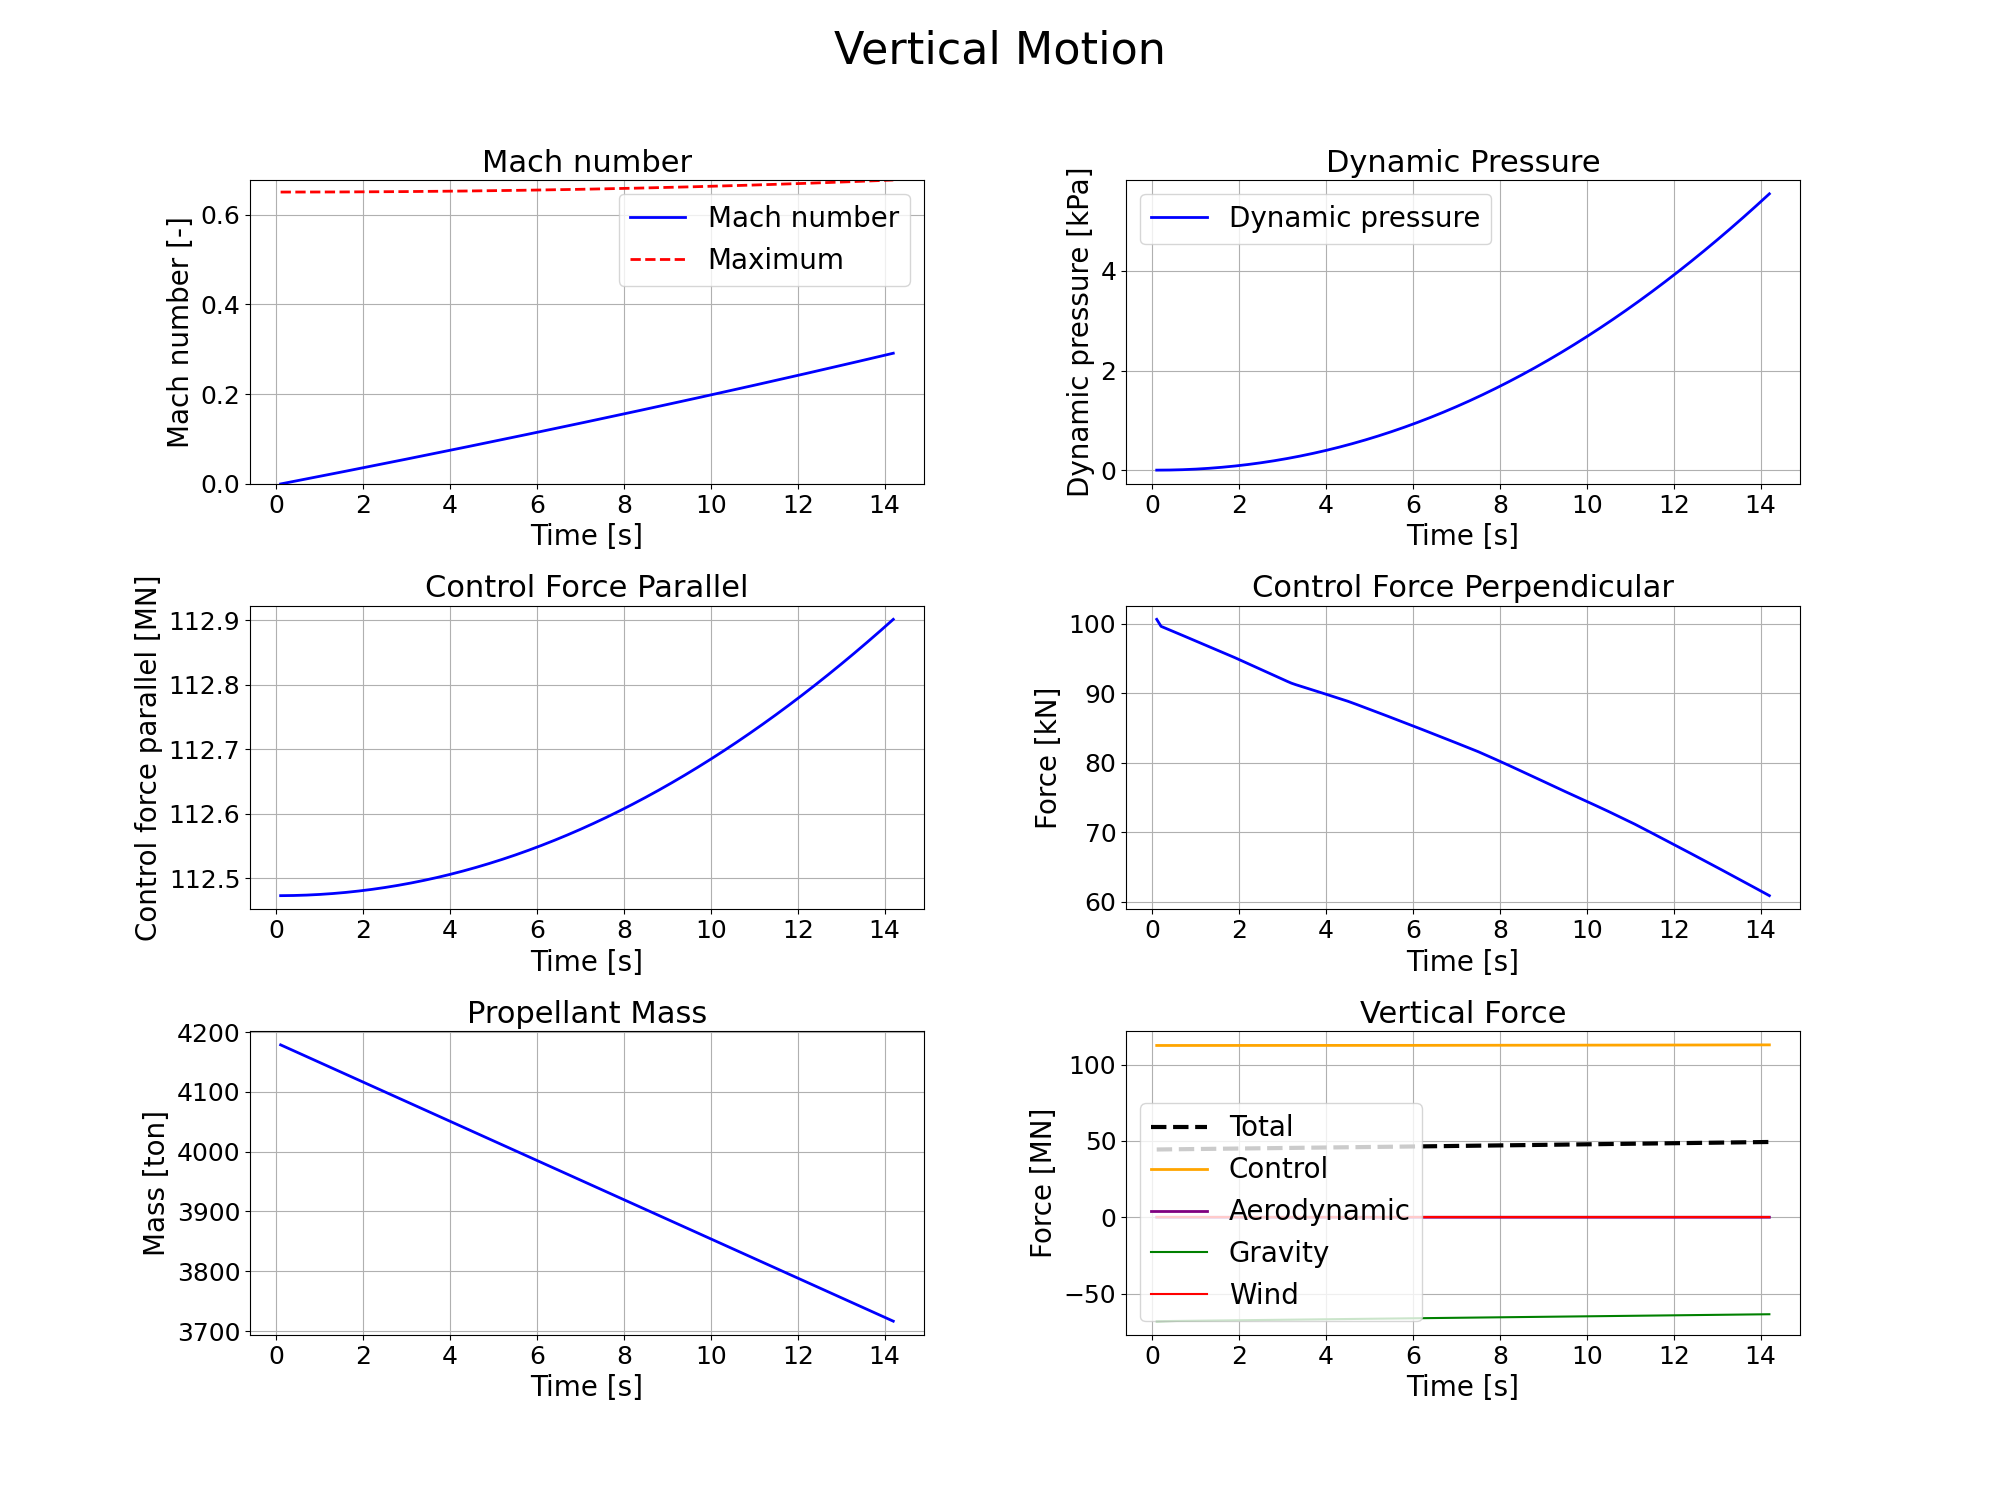 Vertical Motion
Mach number
Mach number [-]
0.6
0.4
0.2
0.0
Mach number
Maximum
0 2 4 6 8 10 12 14
Time [s]
Dynamic Pressure
Dynamic pressure [kPa]
4
2
0
Dynamic pressure
0 2 4 6 8 10 12 14
Time [s]
Control Force Parallel
Control force parallel [MN]
112.9
112.8
112.7
112.6
112.5
0 2 4 6 8 10 12 14
Time [s]
Control Force Perpendicular
Force [kN]
100
90
80
70
60
0 2 4 6 8 10 12 14
Time [s]
Propellant Mass
Mass [ton]
4200
4100
4000
3900
3800
3700
0 2 4 6 8 10 12 14
Time [s]
Vertical Force
Force [MN]
100
50
0
−50
Total
Control
Aerodynamic
Gravity
Wind
0 2 4 6 8 10 12 14
Time [s]